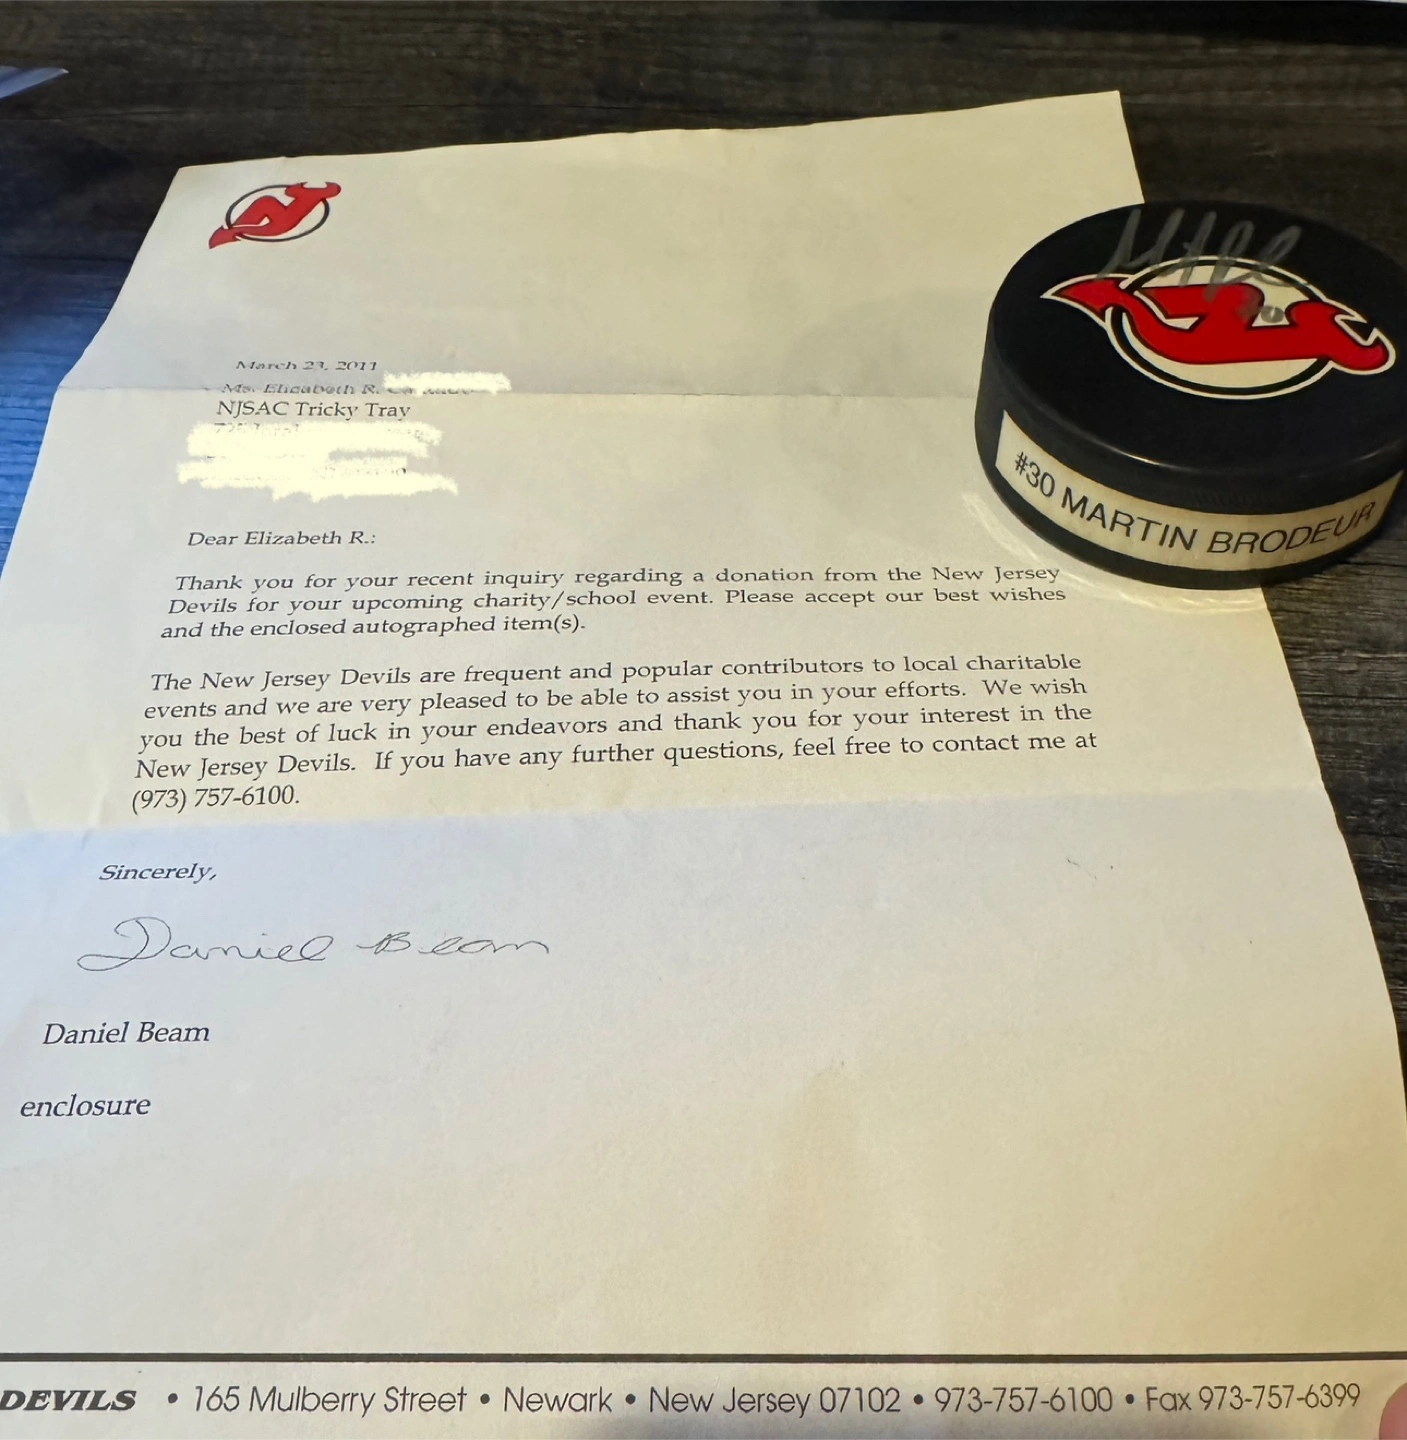 March 23, 2011
Ms. Elizabeth R.
NJSAC Tricky Tray
Dear Elizabeth R.:
Thank you for your recent inquiry regarding a donation from the New Jersey
Devils for your upcoming charity/school event. Please accept our best wishes
and the enclosed autographed item(s).
The New Jersey Devils are frequent and popular contributors to local charitable
events and we are very pleased to be able to assist you in your efforts. We wish
you the best of luck in your endeavors and thank you for your interest in the
New Jersey Devils. If you have any further questions, feel free to contact me at
(973) 757-6100.
Sincerely,
Daniel Beam
Daniel Beam
enclosure
DEVILS • 165 Mulberry Street • Newark • New Jersey 07102 • 973-757-6100 • Fax 973-757-6399
#30 MARTIN BRODEUR